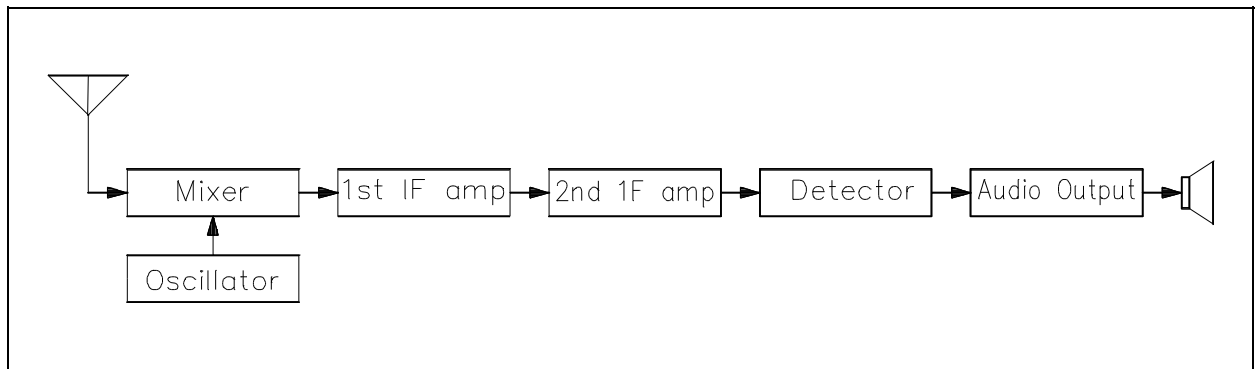 Mixer
1st IF amp
2nd 1F amp
Detector
Audio Output
Oscillator